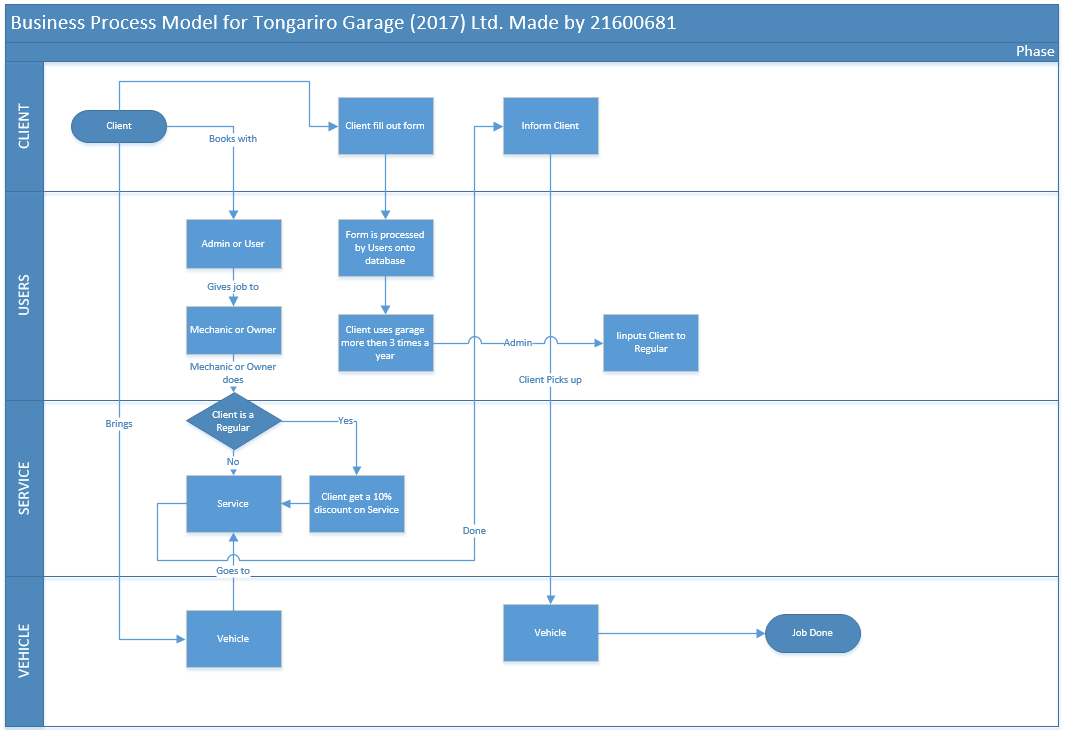 Business Process Model for Tongariro Garage (2017) Ltd. Made by 21600681
Phase
CLIENT
Client
Books with
Client fill out form
Inform Client
USERS
Admin or User
Gives job to
Mechanic or Owner
Mechanic or Owner
does
Form is processed
by Users onto
database
Client uses garage
more then 3 times a
year
Admin
Iinputs Client to
Regular
Client Picks up
SERVICE
Brings
Client is a
Regular
Yes
No
Service
Client get a 10%
discount on Service
Done
Goes to
VEHICLE
Vehicle
Vehicle
Job Done